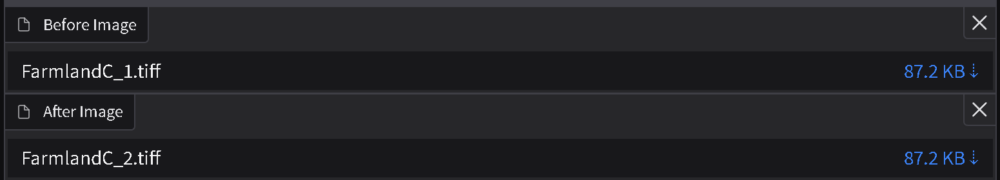 Before Image
FarmlandC_1.tiff 87.2 KB ⇣
After Image
FarmlandC_2.tiff 87.2 KB ⇣